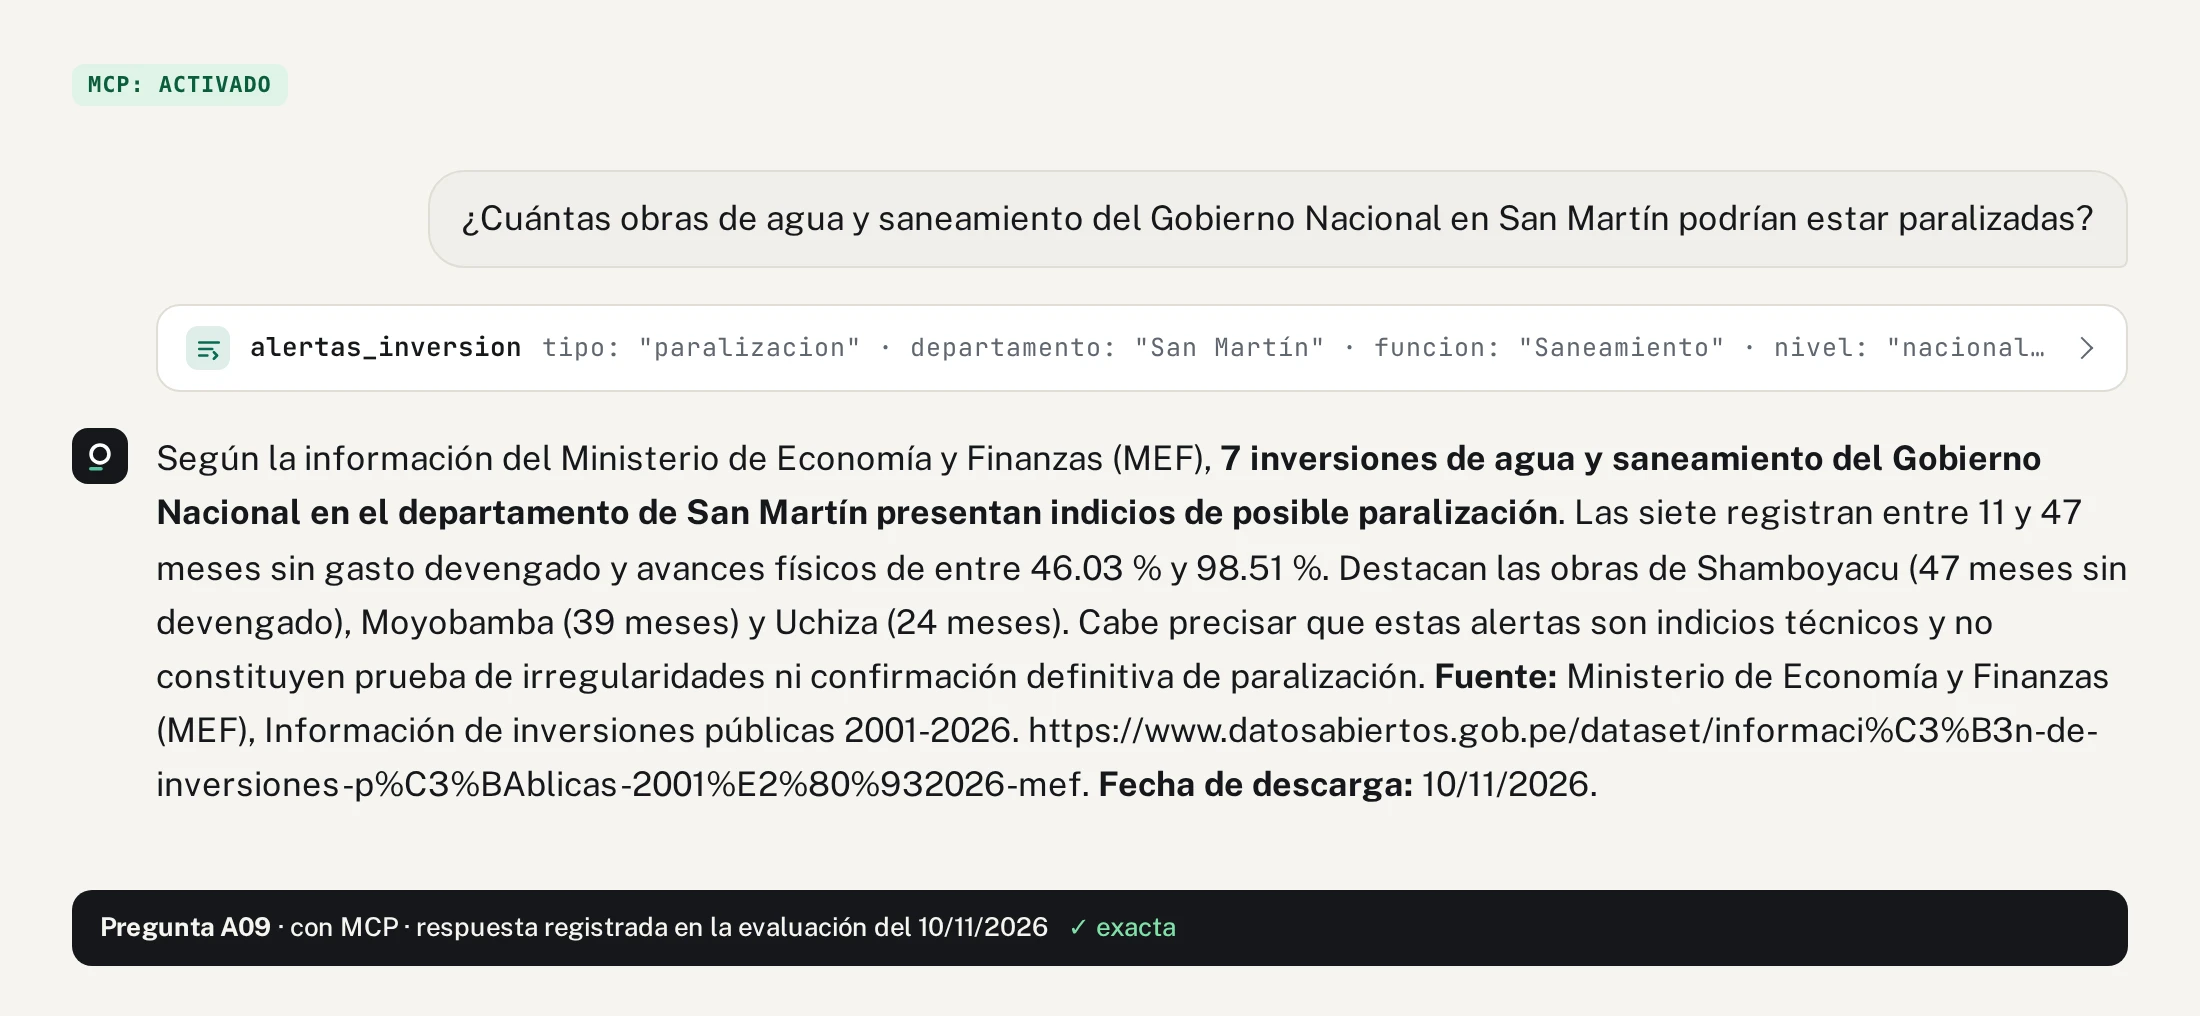 MCP: ACTIVADO
¿Cuántas obras de agua y saneamiento del Gobierno Nacional en San Martín podrían estar paralizadas?
alertas_inversion tipo: "paralizacion" · departamento: "San Martín" · funcion: "Saneamiento" · nivel: "nacional…
Según la información del Ministerio de Economía y Finanzas (MEF), 7 inversiones de agua y saneamiento del Gobierno
Nacional en el departamento de San Martín presentan indicios de posible paralización. Las siete registran entre 11 y 47
meses sin gasto devengado y avances físicos de entre 46.03 % y 98.51 %. Destacan las obras de Shamboyacu (47 meses sin
devengado), Moyobamba (39 meses) y Uchiza (24 meses). Cabe precisar que estas alertas son indicios técnicos y no
constituyen prueba de irregularidades ni confirmación definitiva de paralización. Fuente: Ministerio de Economía y Finanzas
(MEF), Información de inversiones públicas 2001-2026. https://www.datosabiertos.gob.pe/dataset/informaci%C3%B3n-de-
inversiones-p%C3%BAblicas-2001%E2%80%932026-mef. Fecha de descarga: 10/11/2026.
Pregunta A09 · con MCP · respuesta registrada en la evaluación del 10/11/2026 ✓ exacta